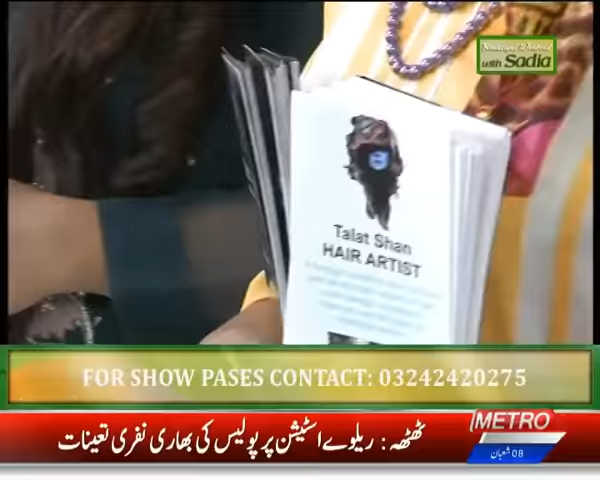 with Sadia
Talat Shan
HAIR ARTIST
FOR SHOW PASES CONTACT: 03242420275
ٹھٹھہ : ریلوے اسٹیشن پر پولیس کی بھاری نفری تعینات
METRO
08 شعبان